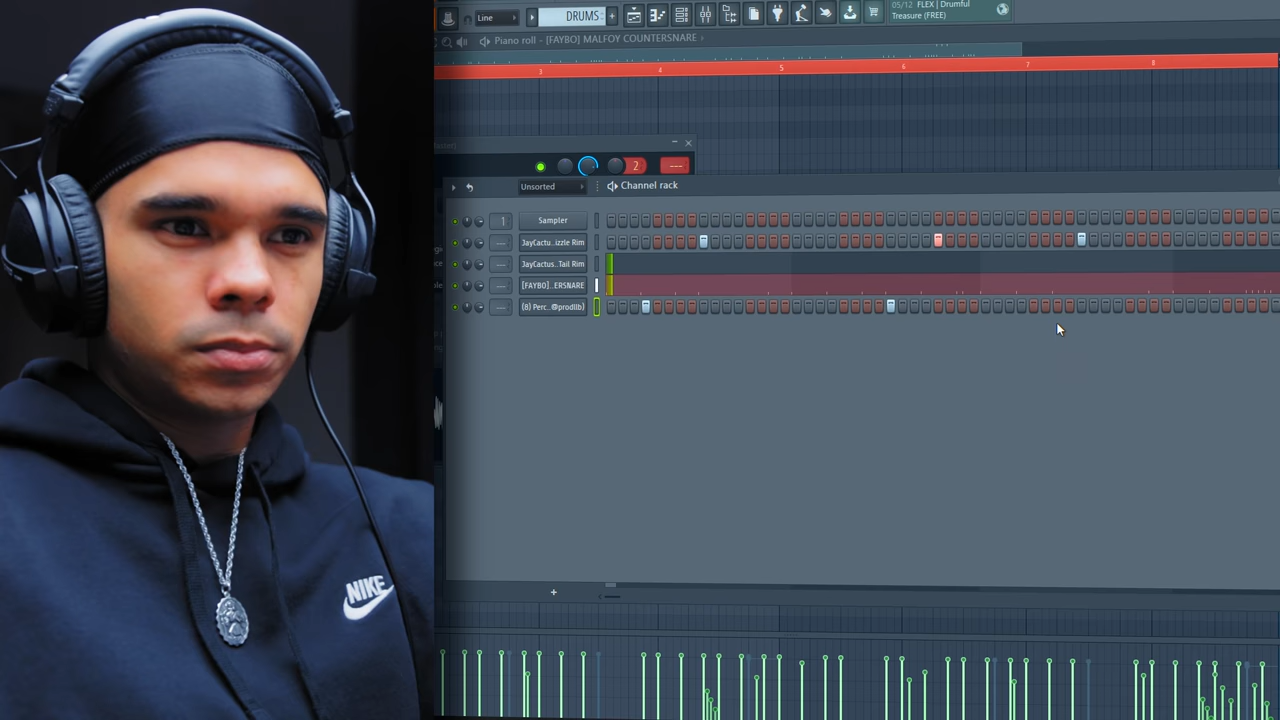 Line
DRUMS
05/12 FLEX | Drumful
Treasure (FREE)
Piano roll - [FAYBO] MALFOY COUNTERSNARE
3 4 5 6 7 8
2
---
Unsorted
Channel rack
1 Sampler
--- JayCactu..izzle Rim
--- JayCactus..Tail Rim
--- [FAYBO]..ERSNARE
--- (8) Perc..@prodllb)
NIKE